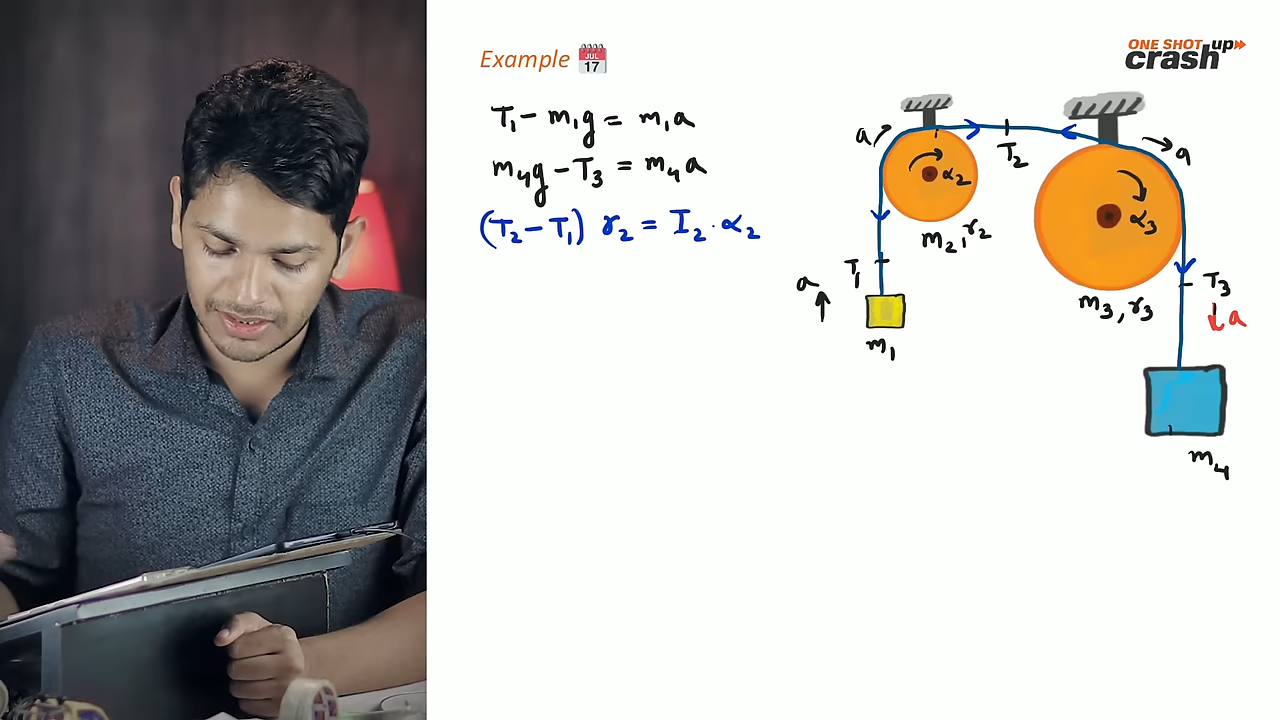 Example
JUL
17
ONE SHOT
crash up
T₁ - m₁g = m₁a
m₄g - T₃ = m₄a
(T₂ - T₁) r₂ = I₂ · α₂
a
T₂
a
α₂
α₃
m₂, r₂
T₁
a
T₃
m₃, r₃
a
m₁
m₄